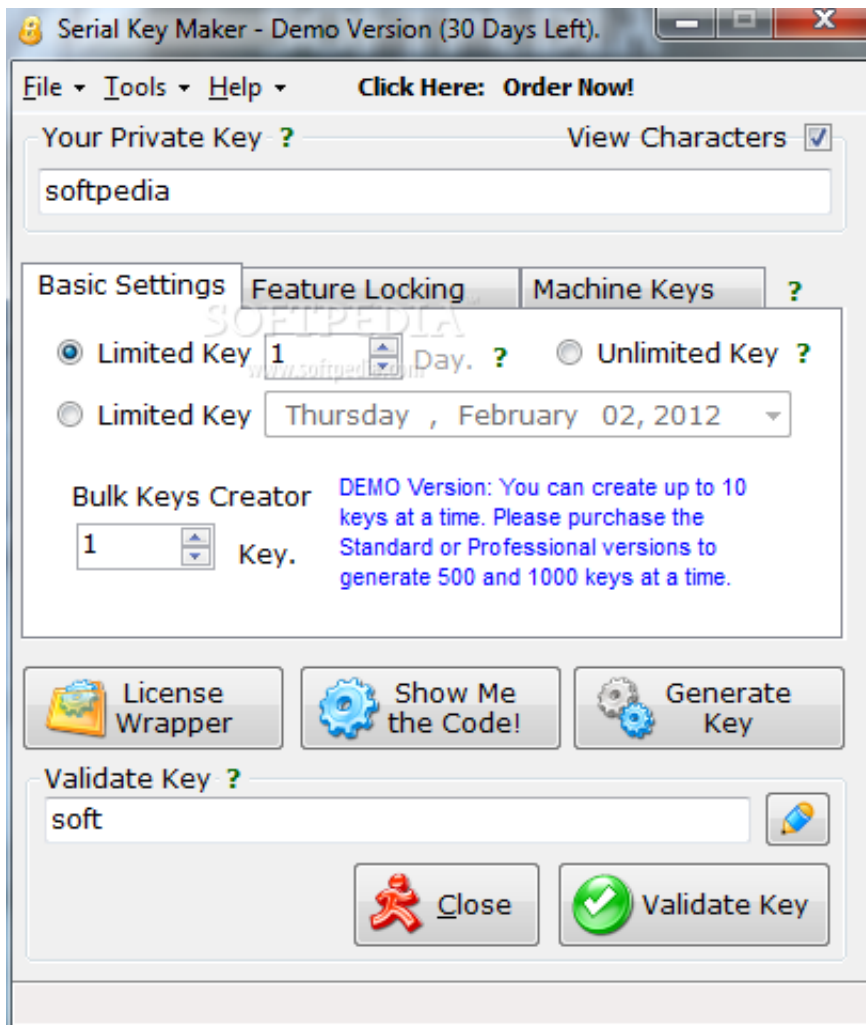 Serial Key Maker - Demo Version (30 Days Left).
File Tools Help Click Here: Order Now!
Your Private Key ? View Characters
softpedia
Basic Settings Feature Locking Machine Keys ?
SOFTPEDIA
Limited Key 1 Day. ? Unlimited Key ?
www.softpedia.com
Limited Key Thursday , February 02, 2012
Bulk Keys Creator
1 Key.
DEMO Version: You can create up to 10
keys at a time. Please purchase the
Standard or Professional versions to
generate 500 and 1000 keys at a time.
License
Wrapper
Show Me
the Code!
Generate
Key
Validate Key ?
soft
Close Validate Key